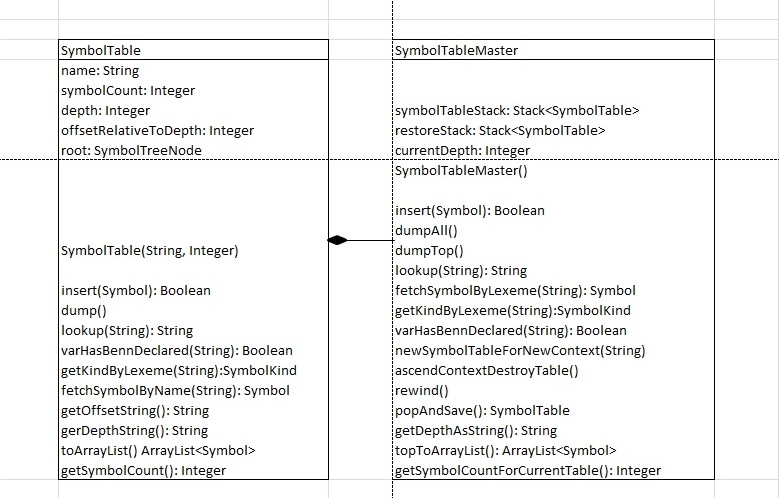 SymbolTable
name: String
symbolCount: Integer
depth: Integer
offsetRelativeToDepth: Integer
root: SymbolTreeNode
SymbolTable(String, Integer)
insert(Symbol): Boolean
dump()
lookup(String): String
varHasBennDeclared(String): Boolean
getKindByLexeme(String):SymbolKind
fetchSymbolByName(String): Symbol
getOffsetString(): String
gerDepthString(): String
toArrayList() ArrayList<Symbol>
getSymbolCount(): Integer
SymbolTableMaster
symbolTableStack: Stack<SymbolTable>
restoreStack: Stack<SymbolTable>
currentDepth: Integer
SymbolTableMaster()
insert(Symbol): Boolean
dumpAll()
dumpTop()
lookup(String): String
fetchSymbolByLexeme(String): Symbol
getKindByLexeme(String):SymbolKind
varHasBennDeclared(String): Boolean
newSymbolTableForNewContext(String)
ascendContextDestroyTable()
rewind()
popAndSave(): SymbolTable
getDepthAsString(): String
topToArrayList(): ArrayList<Symbol>
getSymbolCountForCurrentTable(): Integer